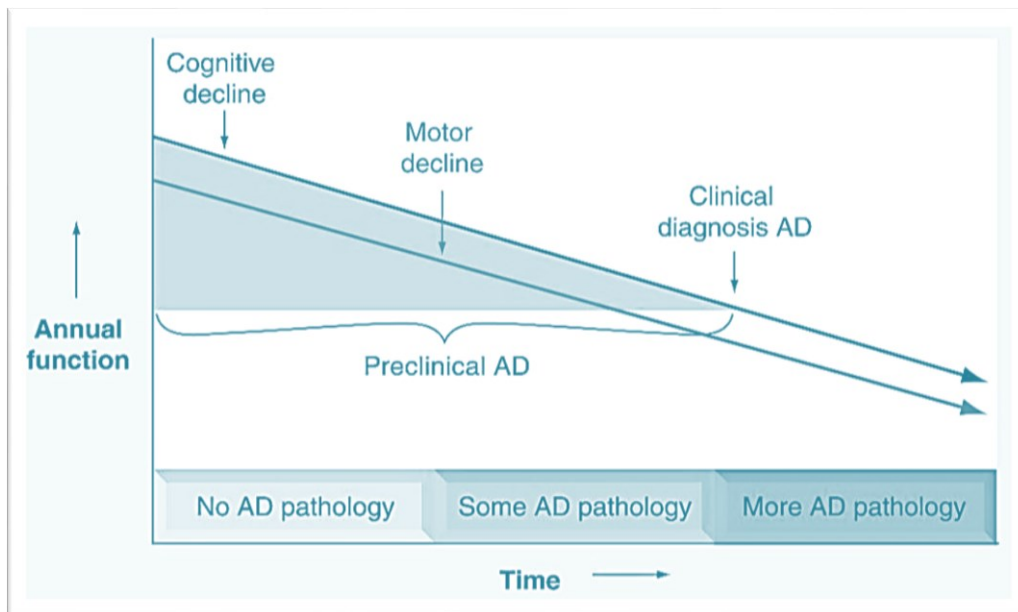 Cognitive
decline
Motor
decline
Clinical
diagnosis AD
Annual
function
Preclinical AD
No AD pathology
Some AD pathology
More AD pathology
Time